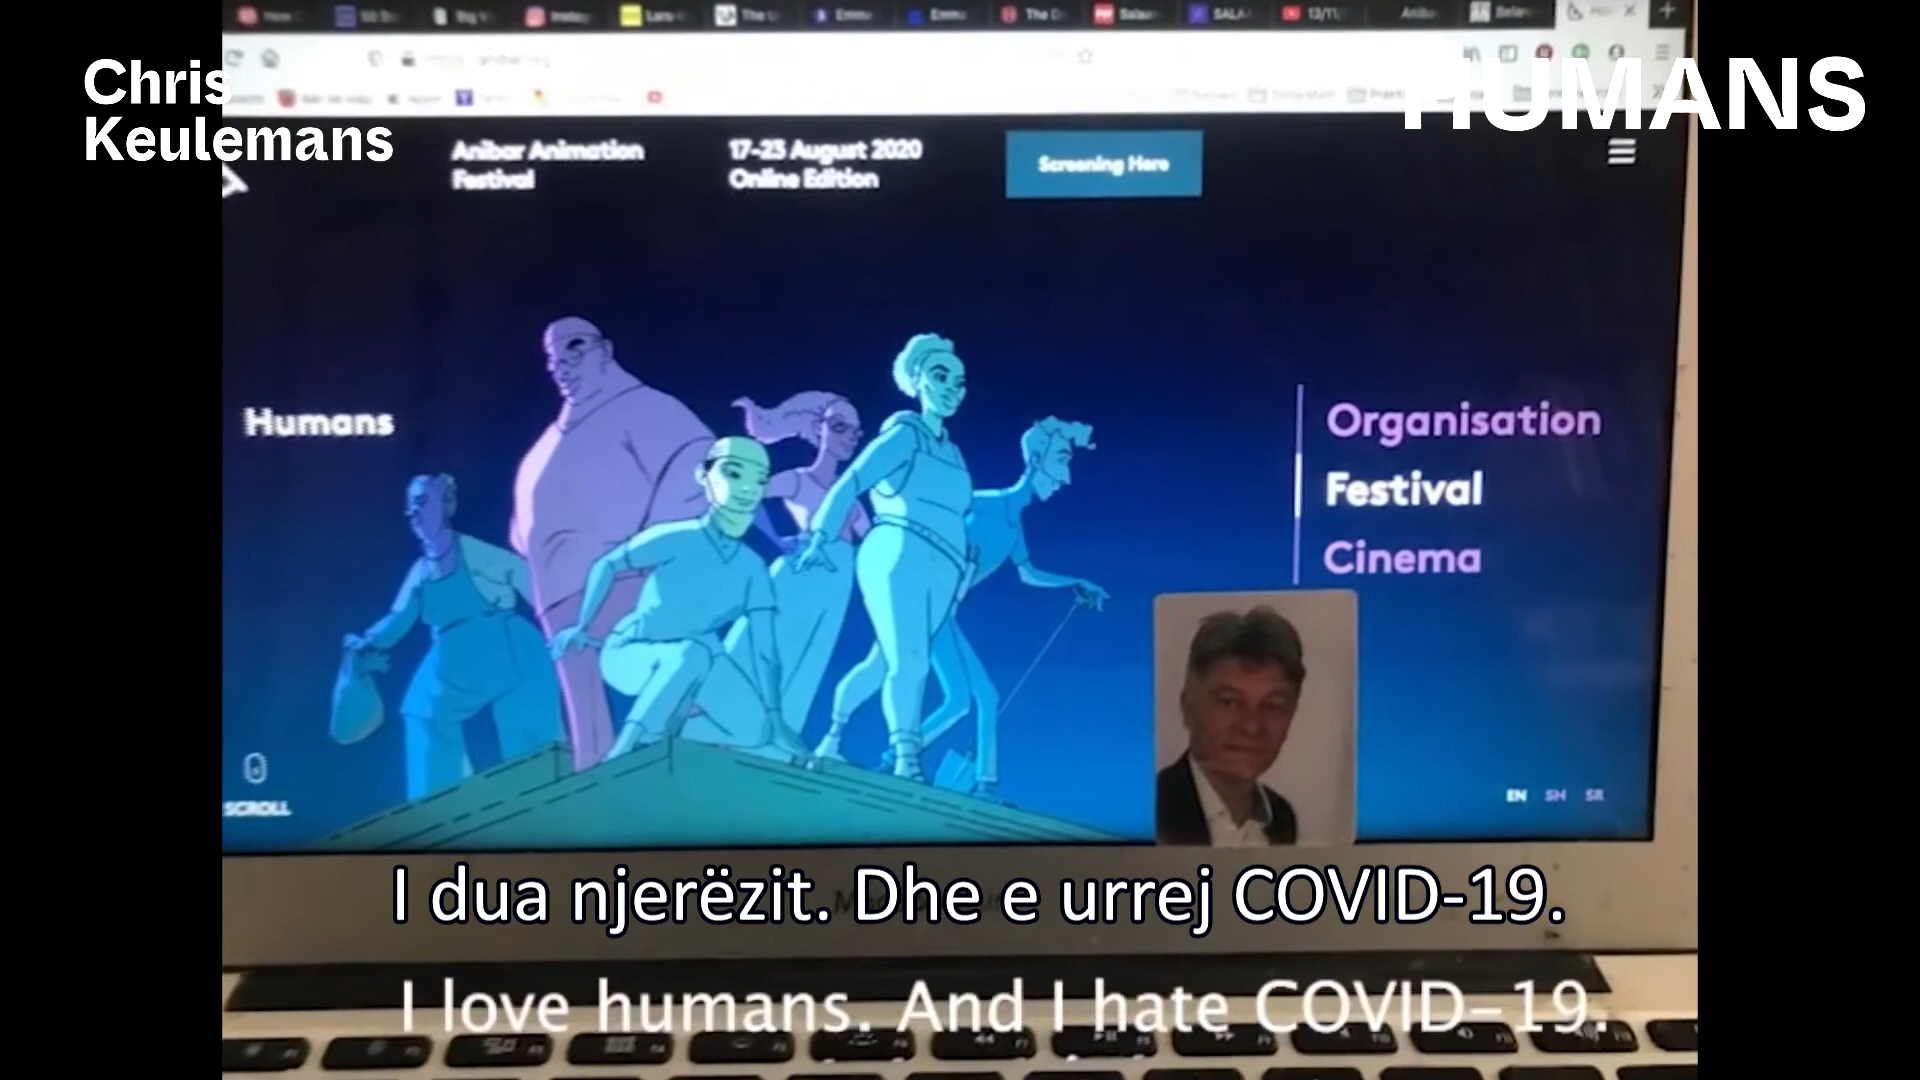 Chris
Keulemans
HUMANS
Anibar Animation
Festival
17-23 August 2020
Online Edition
Screening Here
Humans
Organisation
Festival
Cinema
SCROLL
EN SH SR
I dua njerëzit. Dhe e urrej COVID-19.
I love humans. And I hate COVID-19.